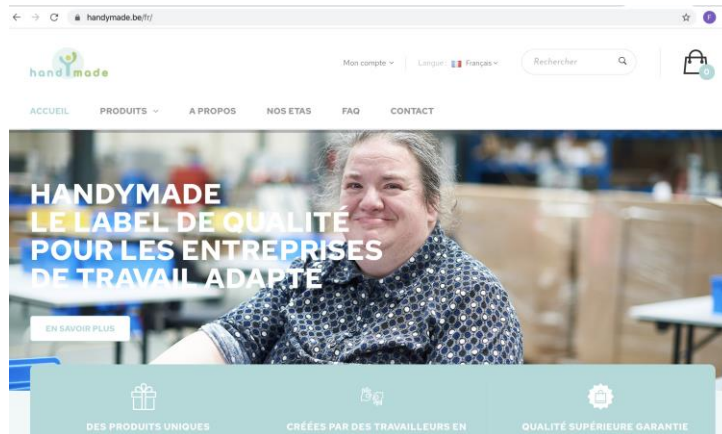 handymade.be/fr/
F
handymade
Mon compte
Langue: Français
Rechercher
0
ACCUEIL PRODUITS A PROPOS NOS ETAS FAQ CONTACT
HANDYMADE
LE LABEL DE QUALITÉ
POUR LES ENTREPRISES
DE TRAVAIL ADAPTÉ
EN SAVOIR PLUS
DES PRODUITS UNIQUES
CRÉÉES PAR DES TRAVAILLEURS EN
QUALITÉ SUPÉRIEURE GARANTIE